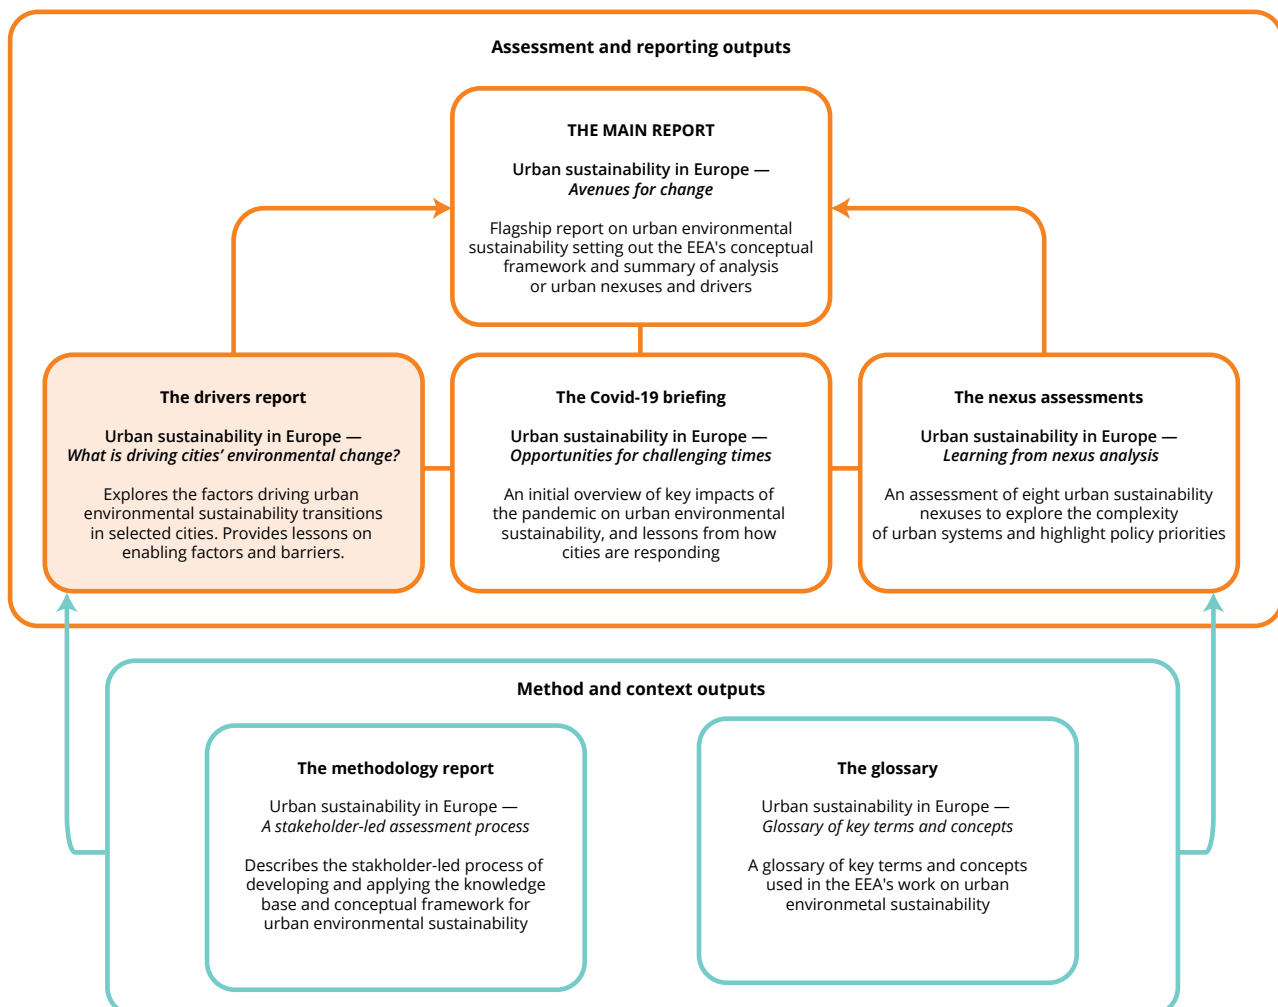 Assessment and reporting outputs
THE MAIN REPORT
Urban sustainability in Europe —
Avenues for change
Flagship report on urban environmental
sustainability setting out the EEA's conceptual
framework and summary of analysis
or urban nexuses and drivers
The drivers report
Urban sustainability in Europe —
What is driving cities’ environmental change?
Explores the factors driving urban
environmental sustainability transitions
in selected cities. Provides lessons on
enabling factors and barriers.
The Covid-19 briefing
Urban sustainability in Europe —
Opportunities for challenging times
An initial overview of key impacts of
the pandemic on urban environmental
sustainability, and lessons from how
cities are responding
The nexus assessments
Urban sustainability in Europe —
Learning from nexus analysis
An assessment of eight urban sustainability
nexuses to explore the complexity
of urban systems and highlight policy priorities
Method and context outputs
The methodology report
Urban sustainability in Europe —
A stakeholder-led assessment process
Describes the stakholder-led process of
developing and applying the knowledge
base and conceptual framework for
urban environmental sustainability
The glossary
Urban sustainability in Europe —
Glossary of key terms and concepts
A glossary of key terms and concepts
used in the EEA's work on urban
environmetal sustainability